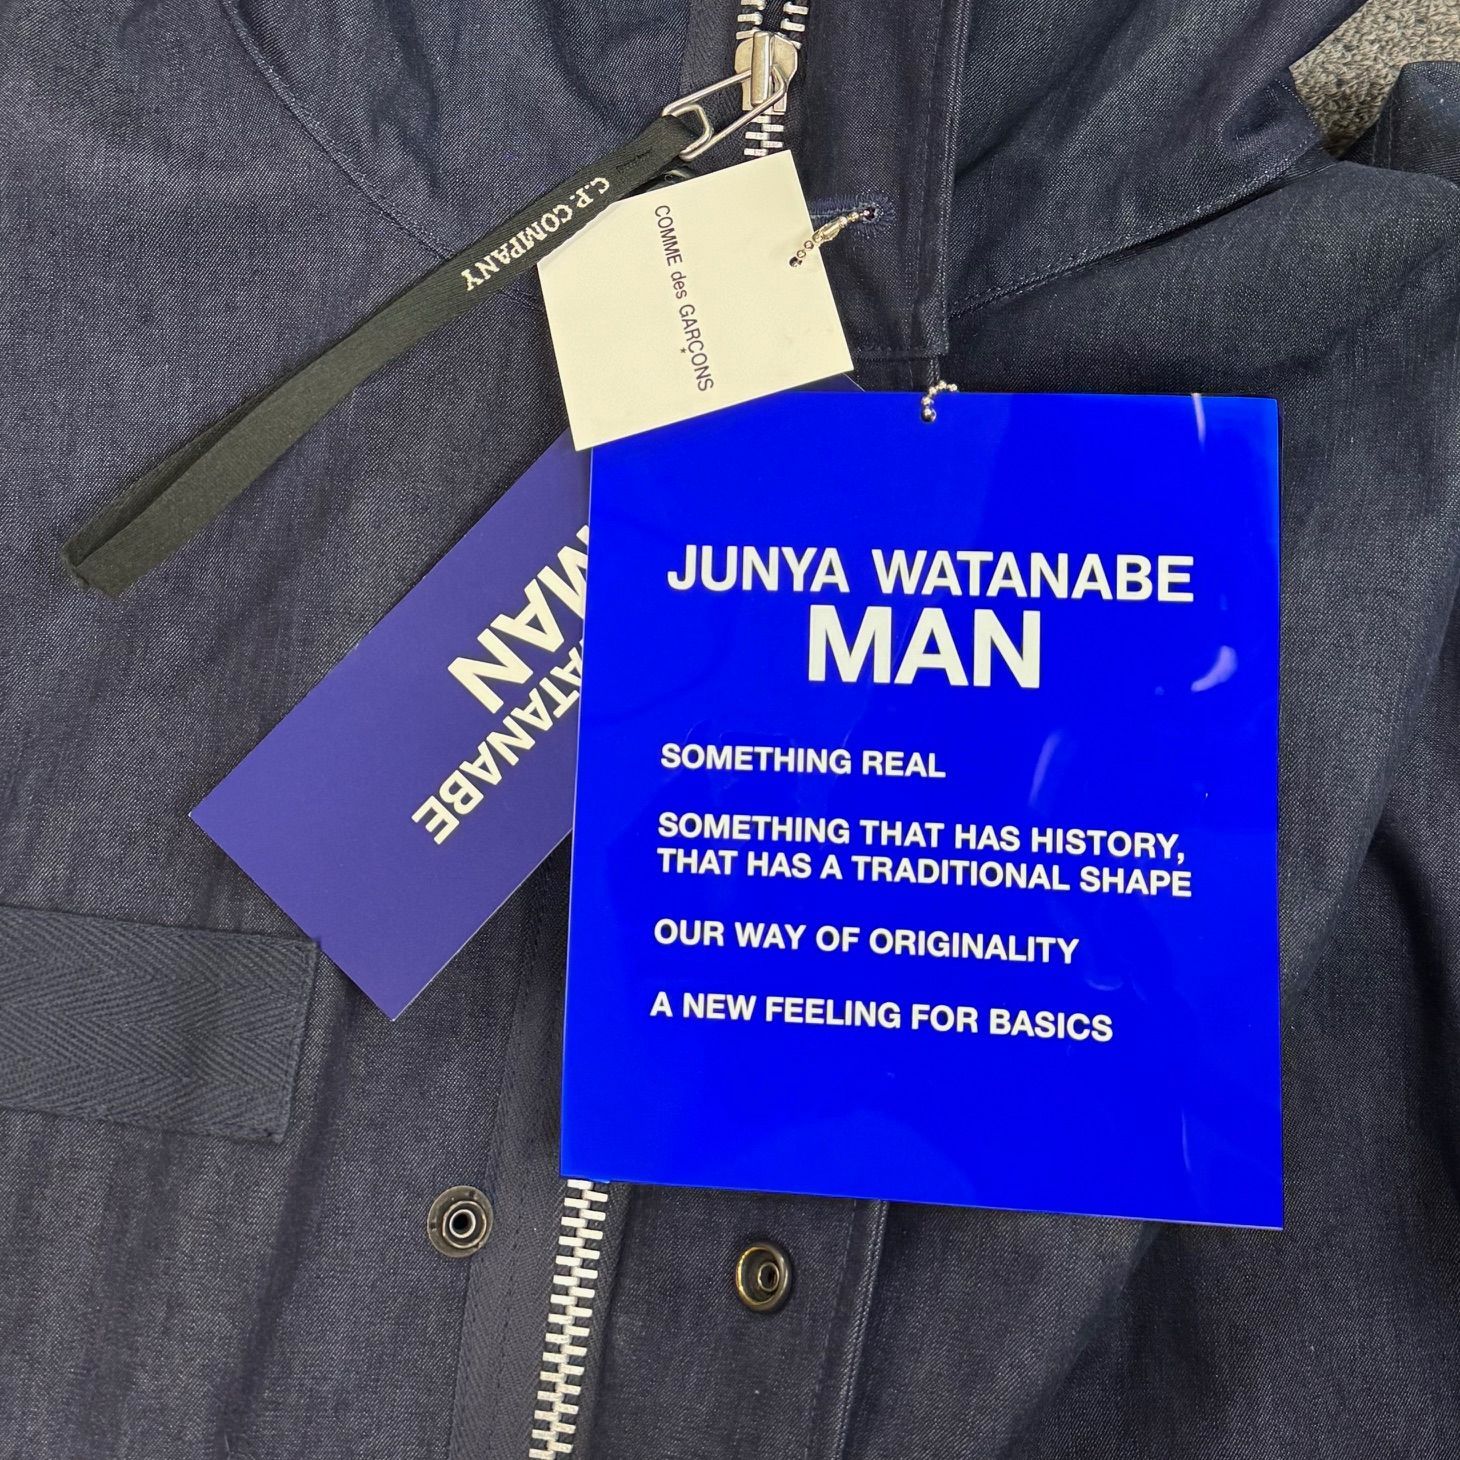 C.P. COMPANY
COMME des GARÇONS
JUNYA WATANABE
MAN
SOMETHING REAL
SOMETHING THAT HAS HISTORY,
THAT HAS A TRADITIONAL SHAPE
OUR WAY OF ORIGINALITY
A NEW FEELING FOR BASICS
WATANABE
MAN